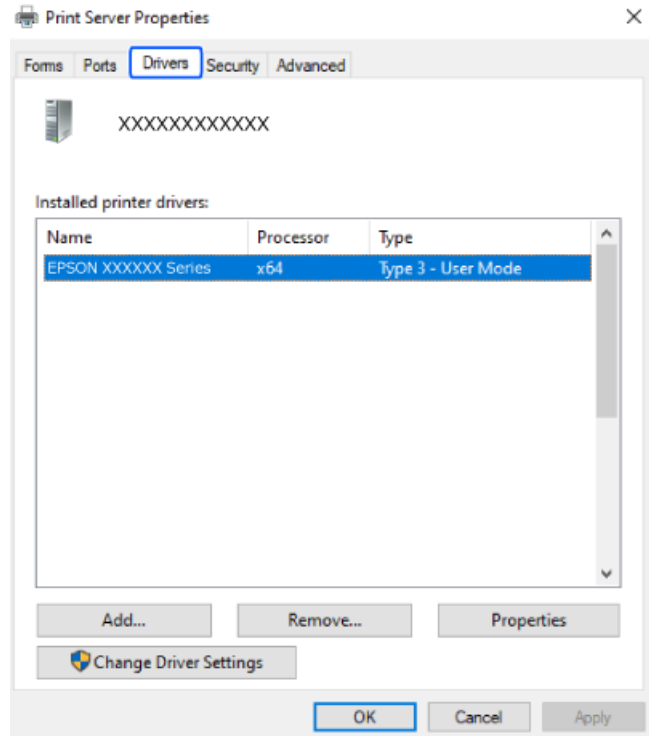 Print Server Properties
Forms Ports Drivers Security Advanced
XXXXXXXXXXXX
Installed printer drivers:
Name Processor Type
EPSON XXXXXX Series x64 Type 3 - User Mode
Add... Remove... Properties
Change Driver Settings
OK Cancel Apply